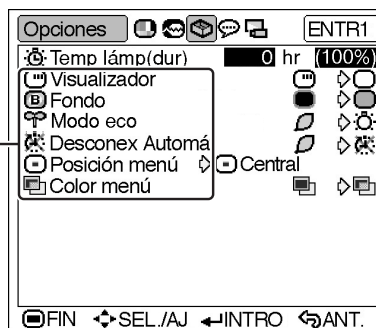 Opciones ENTR1
Temp lámp(dur) 0 hr (100%)
Visualizador
B Fondo
Modo eco
Desconex Automá
Posición menú Central
Color menú
FIN SEL./AJ INTRO ANT.